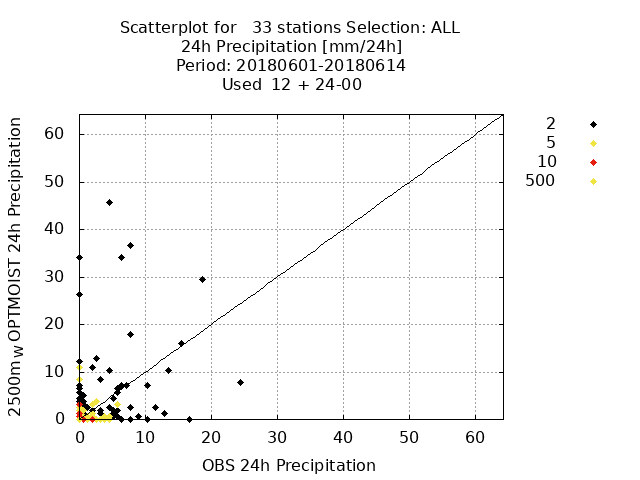 Scatterplot for 33 stations Selection: ALL
24h Precipitation [mm/24h]
Period: 20180601-20180614
Used 12 + 24-00
2
5
10
500
2500m_W OPTMOIST 24h Precipitation
60
50
40
30
20
10
0
0 10 20 30 40 50 60
OBS 24h Precipitation